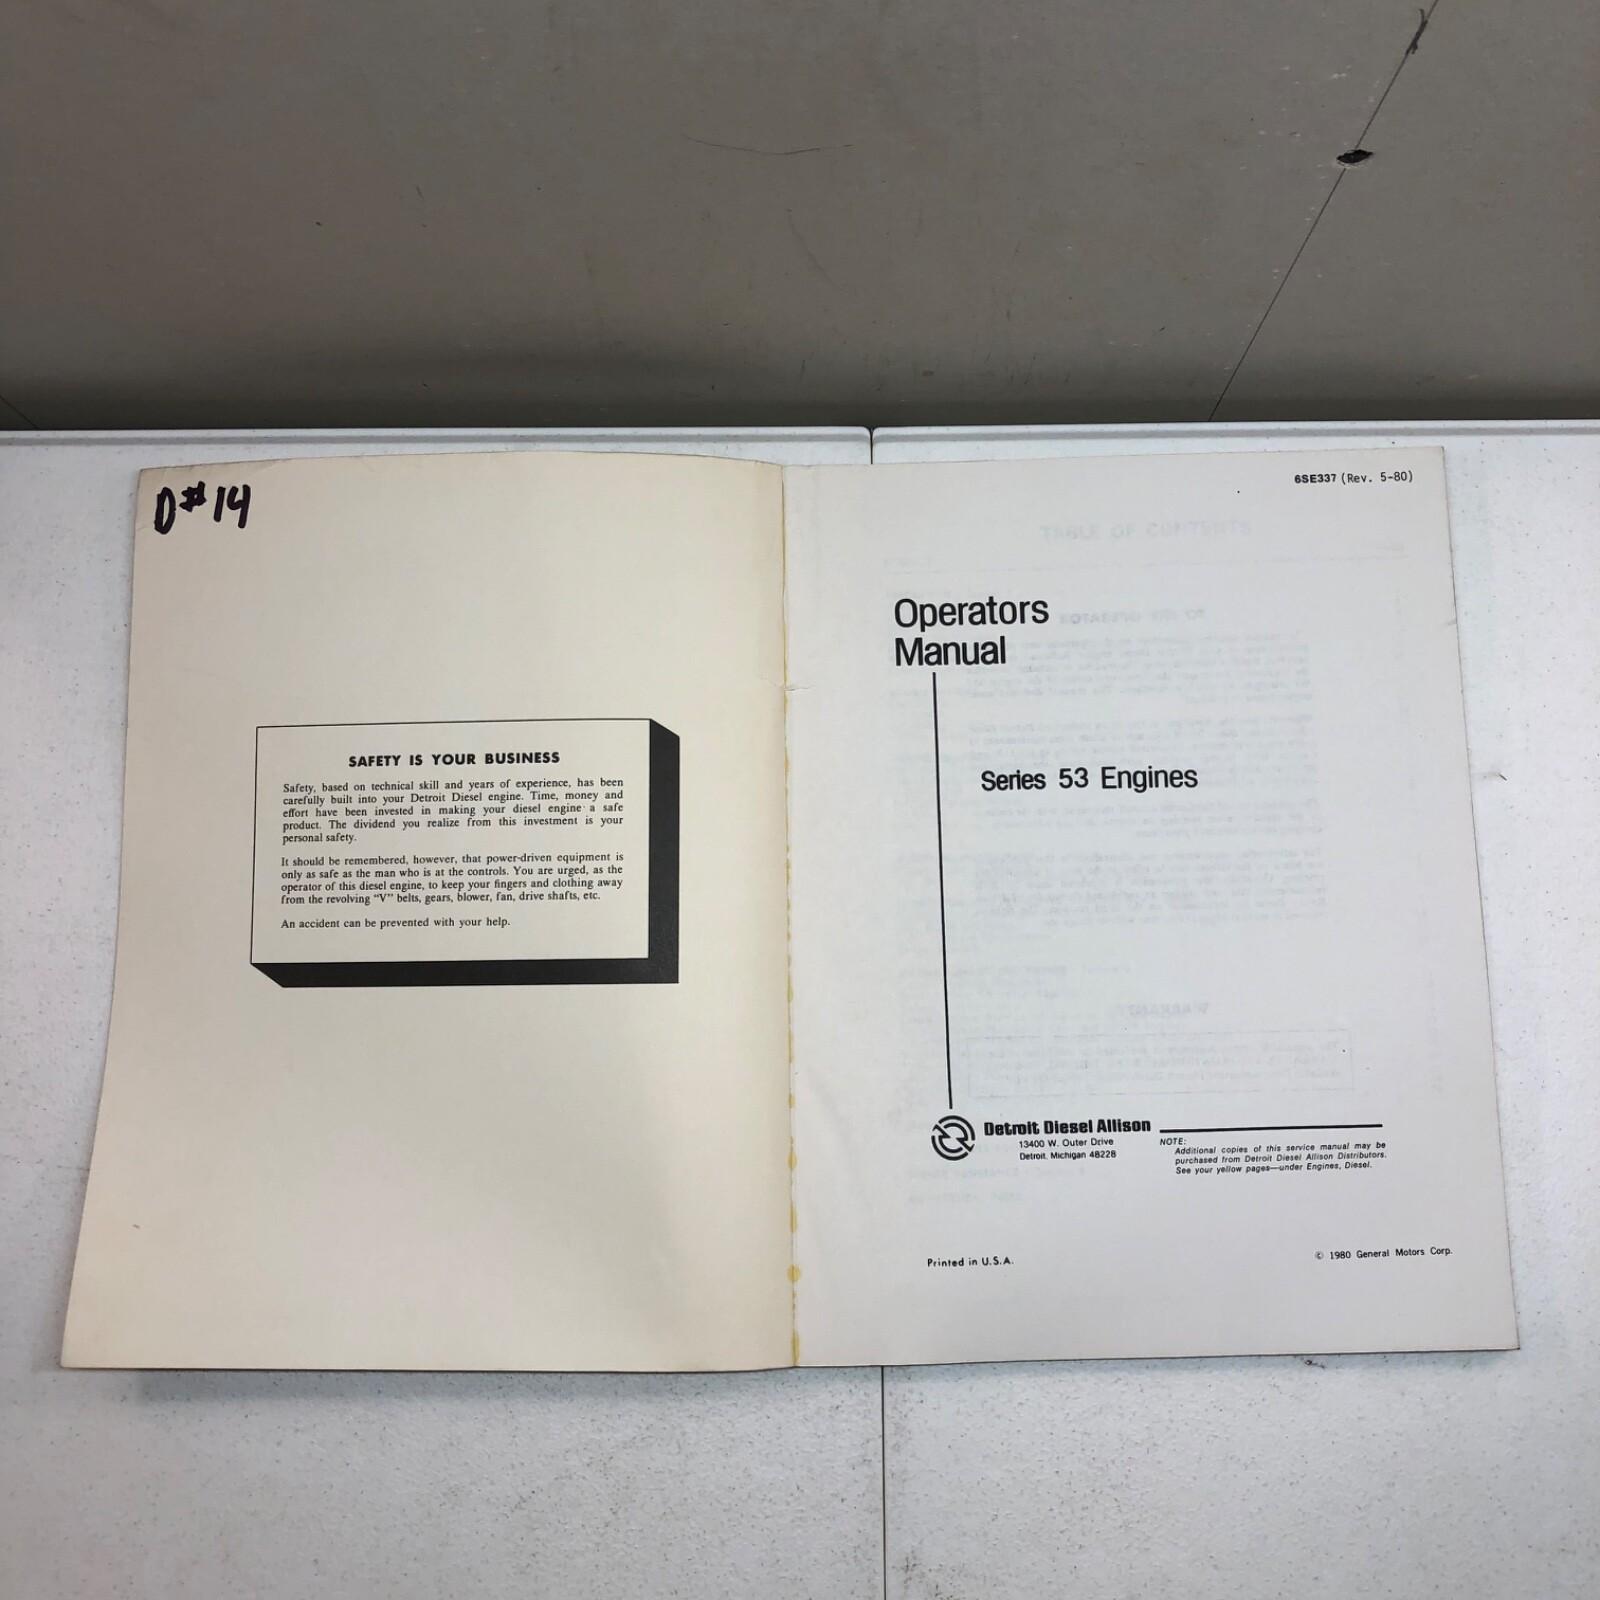 D#14
SAFETY IS YOUR BUSINESS
Safety, based on technical skill and years of experience, has been
carefully built into your Detroit Diesel engine. Time, money and
effort have been invested in making your diesel engine a safe
product. The dividend you realize from this investment is your
personal safety.
It should be remembered, however, that power-driven equipment is
only as safe as the man who is at the controls. You are urged, as the
operator of this diesel engine, to keep your fingers and clothing away
from the revolving "V" belts, gears, blower, fan, drive shafts, etc.
An accident can be prevented with your help.
6SE337 (Rev. 5-80)
TABLE OF CONTENTS
Operators
Manual
Series 53 Engines
WARRANTY
Detroit Diesel Allison
13400 W. Outer Drive
Detroit, Michigan 48228
NOTE:
Additional copies of this service manual may be
purchased from Detroit Diesel Allison Distributors.
See your yellow pages—under Engines, Diesel.
Printed in U.S.A.
© 1980 General Motors Corp.